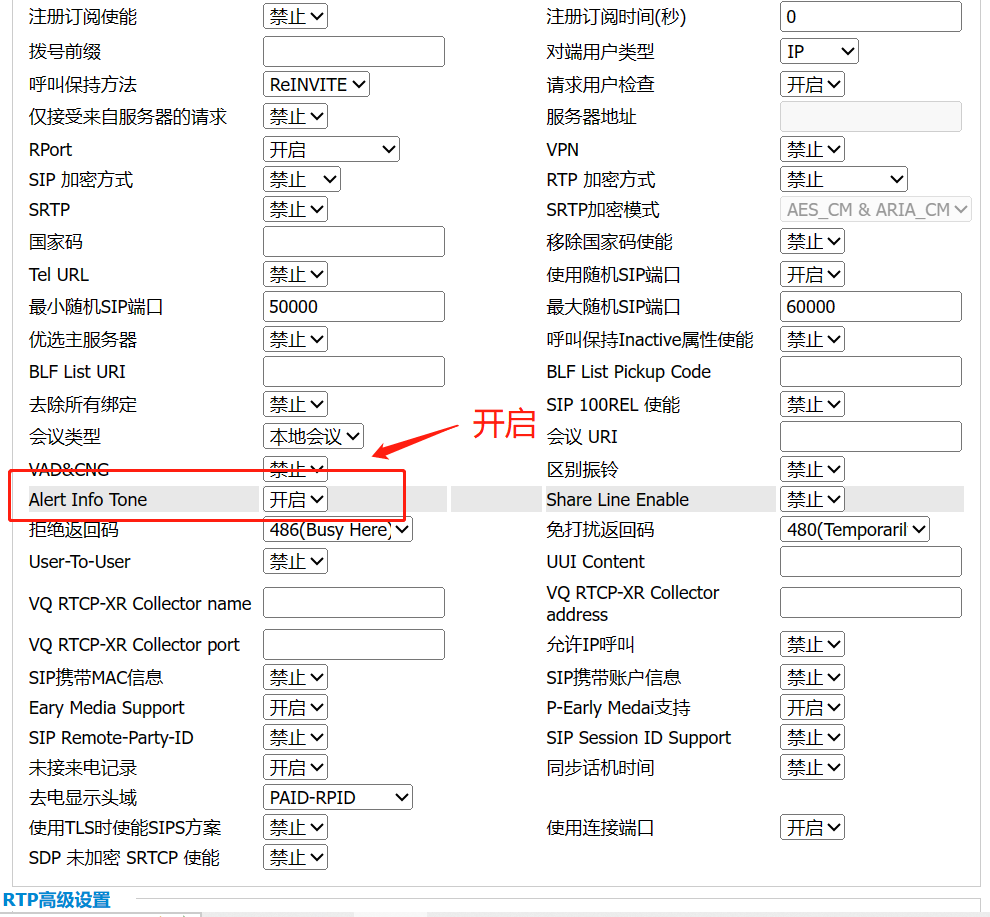 注册订阅使能 禁止 注册订阅时间(秒) 0
拨号前缀 对端用户类型 IP
呼叫保持方法 ReINVITE 请求用户检查 开启
仅接受来自服务器的请求 禁止 服务器地址
RPort 开启 VPN 禁止
SIP 加密方式 禁止 RTP 加密方式 禁止
SRTP 禁止 SRTP加密模式 AES_CM & ARIA_CM
国家码 移除国家码使能 禁止
Tel URL 禁止 使用随机SIP端口 开启
最小随机SIP端口 50000 最大随机SIP端口 60000
优选主服务器 禁止 呼叫保持Inactive属性使能 禁止
BLF List URI BLF List Pickup Code
去除所有绑定 禁止 SIP 100REL 使能 禁止
开启
会议类型 本地会议 会议 URI
VAD&CNG 禁止 区别振铃 禁止
Alert Info Tone 开启 Share Line Enable 禁止
拒绝返回码 486(Busy Here) 免打扰返回码 480(Temporaril
User-To-User 禁止 UUI Content
VQ RTCP-XR Collector name VQ RTCP-XR Collector
address
VQ RTCP-XR Collector port 允许IP呼叫 禁止
SIP携带MAC信息 禁止 SIP携带账户信息 禁止
Eary Media Support 开启 P-Early Medai支持 开启
SIP Remote-Party-ID 禁止 SIP Session ID Support 禁止
未接来电记录 开启 同步话机时间 禁止
去电显示头域 PAID-RPID
使用TLS时使能SIPS方案 禁止 使用连接端口 开启
SDP 未加密 SRTCP 使能 禁止
RTP高级设置